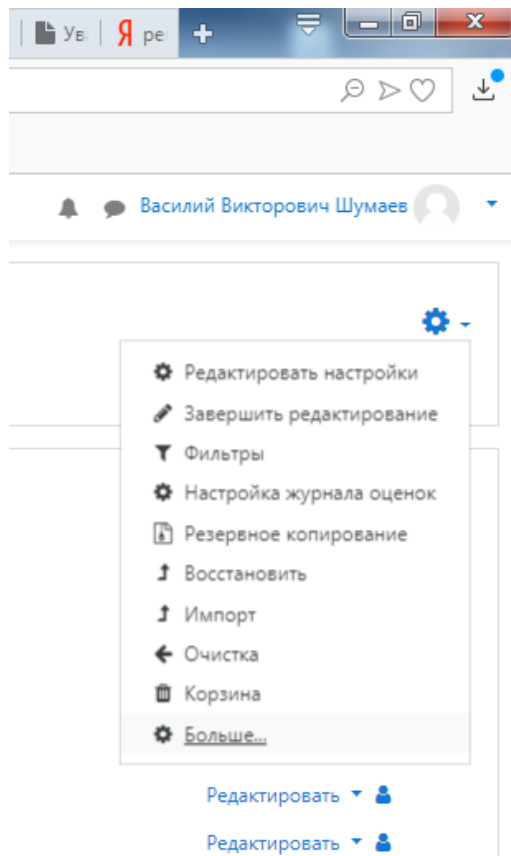 Ув Я ре
Василий Викторович Шумаев
Редактировать настройки
Завершить редактирование
Фильтры
Настройка журнала оценок
Резервное копирование
Восстановить
Импорт
Очистка
Корзина
Больше...
Редактировать
Редактировать